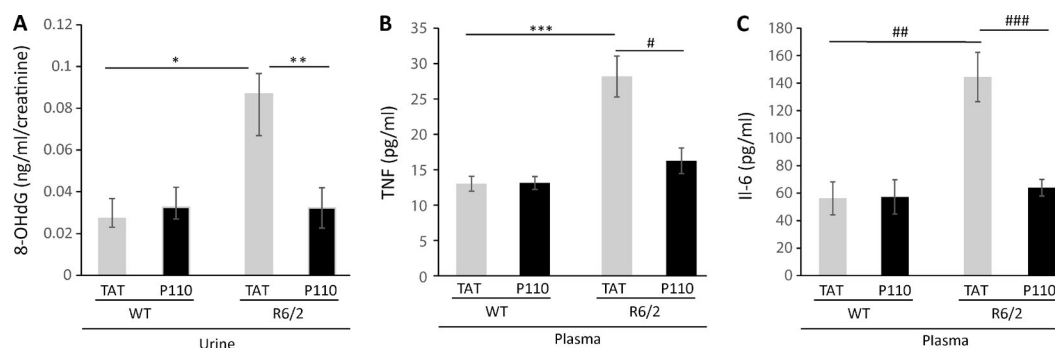 A
8-OHdG (ng/ml/creatinine)
0.12
0.1
0.08
0.06
0.04
0.02
0
*
**
TAT P110 TAT P110
WT R6/2
Urine
B
TNF (pg/ml)
35
30
25
20
15
10
5
0
***
#
TAT P110 TAT P110
WT R6/2
Plasma
C
Il-6 (pg/ml)
180
160
140
120
100
80
60
40
20
0
##
###
TAT P110 TAT P110
WT R6/2
Plasma